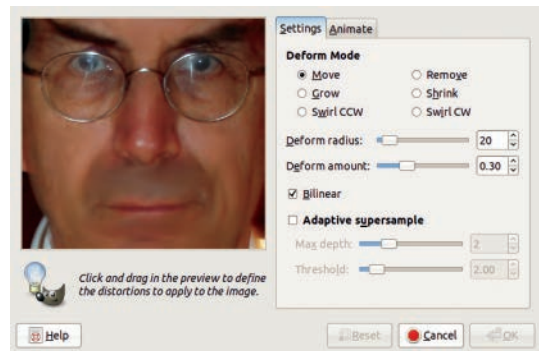 Settings Animate
Deform Mode
Move Remove
Grow Shrink
Swirl CCW Swirl CW
Deform radius: 20
Deform amount: 0.30
Bilinear
Adaptive supersample
Max depth: 2
Threshold: 2.00
Click and drag in the preview to define
the distortions to apply to the image.
Help Reset Cancel OK